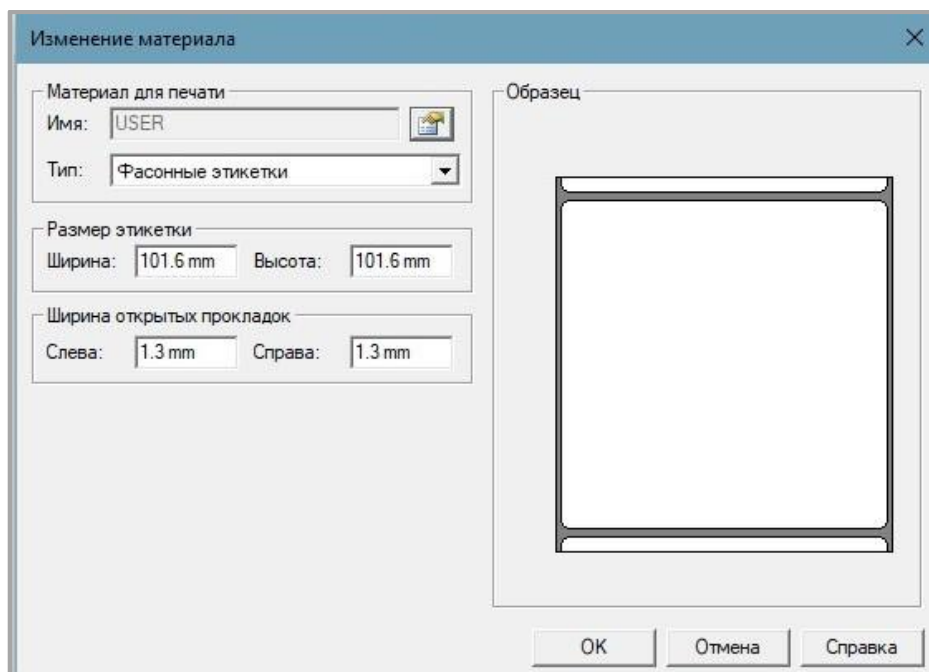 Изменение материала
Материал для печати
Имя: USER
Тип: Фасонные этикетки
Размер этикетки
Ширина: 101.6 mm Высота: 101.6 mm
Ширина открытых прокладок
Слева: 1.3 mm Справа: 1.3 mm
Образец
OK Отмена Справка